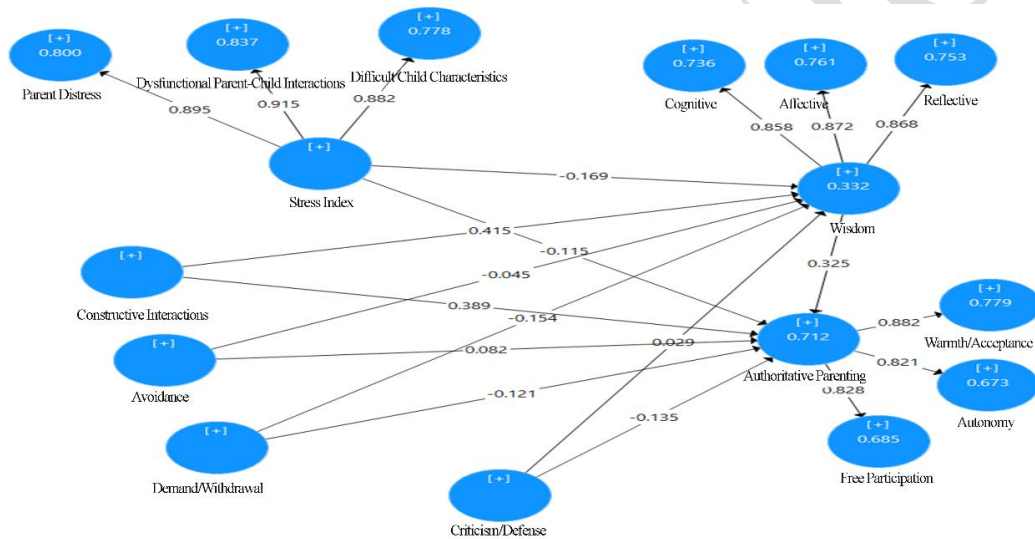 [+]
0.800
Parent Distress
[+]
0.837
Dysfunctional Parent-Child Interactions
[+]
0.778
Difficult Child Characteristics
[+]
0.736
Cognitive
[+]
0.761
Affective
[+]
0.753
Reflective
0.895
0.915
0.882
0.858
0.872
0.868
[+]
Stress Index
-0.169
[+]
0.332
Wisdom
0.415
-0.115
0.325
[+]
Constructive Interactions
-0.045
0.389
-0.154
[+]
0.779
Warmth/Acceptance
0.882
[+]
0.712
Authoritative Parenting
[+]
Avoidance
0.082
0.029
0.821
[+]
0.673
Autonomy
-0.121
0.828
-0.135
[+]
0.685
Free Participation
[+]
Demand/Withdrawal
[+]
Criticism/Defense